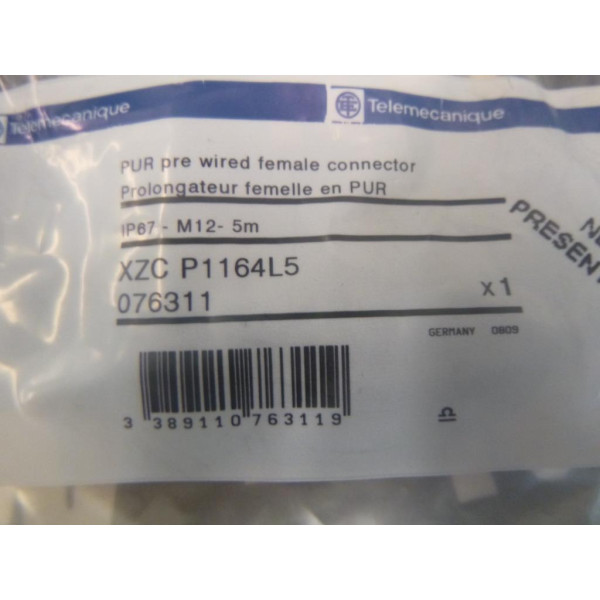 Telemecanique
Telemecanique
PUR pre wired female connector
Prolongateur femelle en PUR
IP67 - M12- 5m
XZC P1164L5
076311
x 1
GERMANY 0809
3 389110 763119
PRESENT